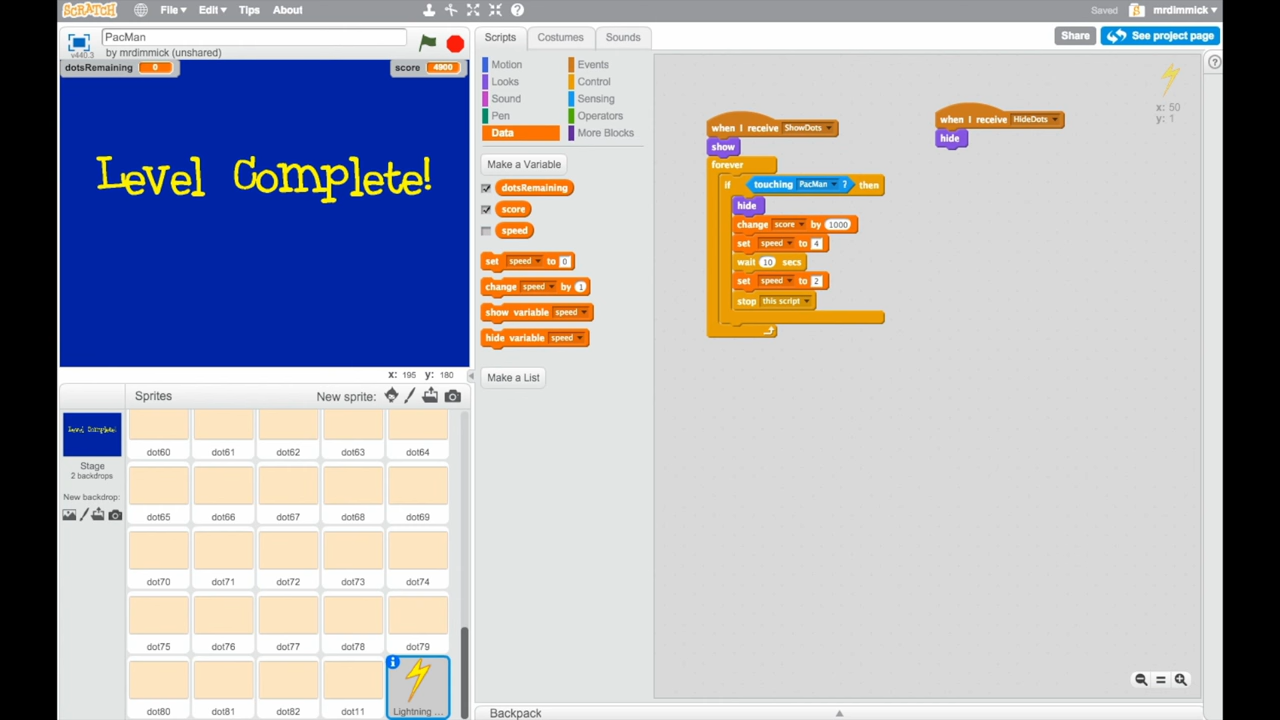 SCRATCH File▾ Edit▾ Tips About Saved mrdimmick▾
PacMan
by mrdimmick (unshared)
v440.3
Scripts Costumes Sounds
Share See project page
dotsRemaining 0 score 4900
Level Complete!
x: 195 y: 180
Motion Events
Looks Control
Sound Sensing
Pen Operators
Data More Blocks
Make a Variable
dotsRemaining
score
speed
set speed to 0
change speed by 1
show variable speed
hide variable speed
Make a List
when I receive ShowDots
show
forever
if touching PacMan ? then
hide
change score by 1000
set speed to 4
wait 10 secs
set speed to 2
stop this script
when I receive HideDots
hide
x: 50
y: 1
Sprites New sprite:
Level Complete!
Stage
2 backdrops
New backdrop:
dot60 dot61 dot62 dot63 dot64
dot65 dot66 dot67 dot68 dot69
dot70 dot71 dot72 dot73 dot74
dot75 dot76 dot77 dot78 dot79
dot80 dot81 dot82 dot11 Lightning ...
Backpack